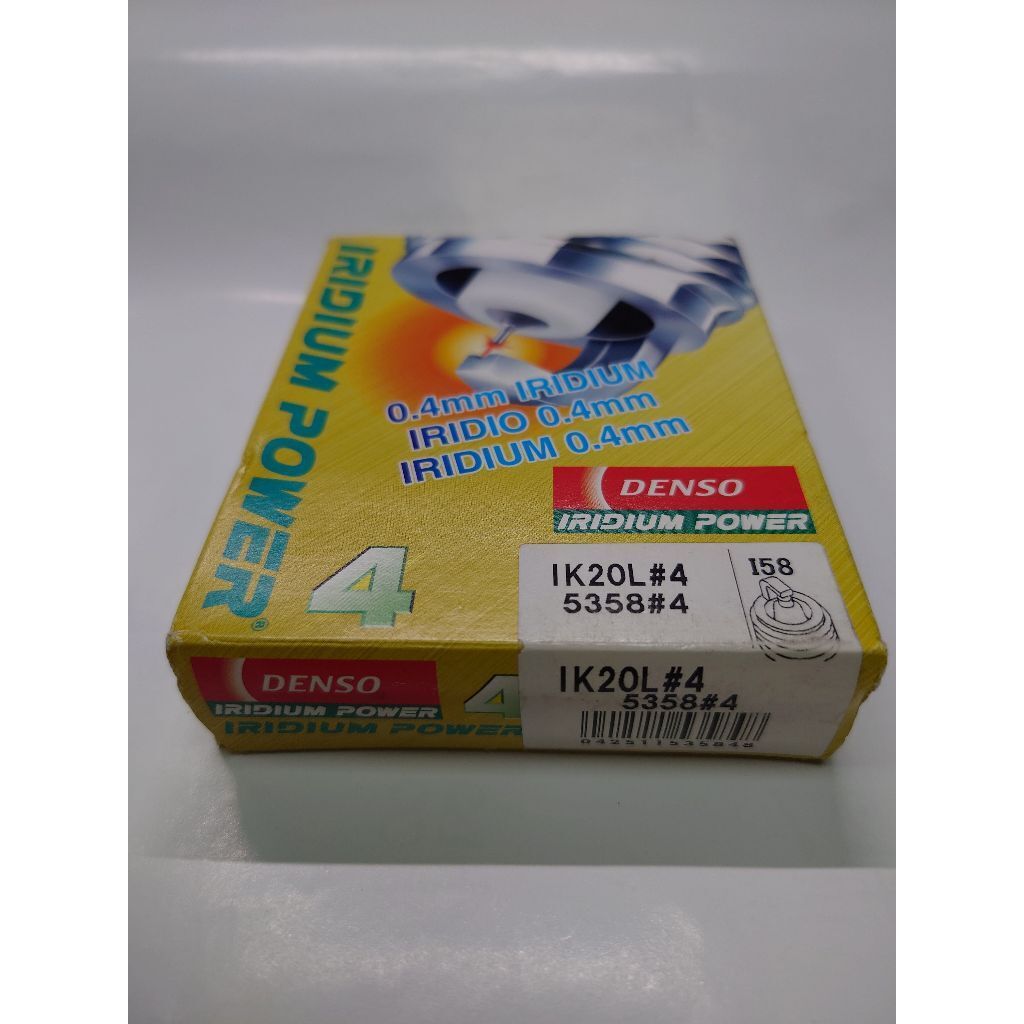 IRIDIUM POWER®
0.4mm IRIDIUM
IRIDIO 0.4mm
IRIDIUM 0.4mm
DENSO
IRIDIUM POWER
4
IK20L#4
5358#4
I58
DENSO
IRIDIUM POWER
IRIDIUM POWER
4
IK20L#4
5358#4
042511535848